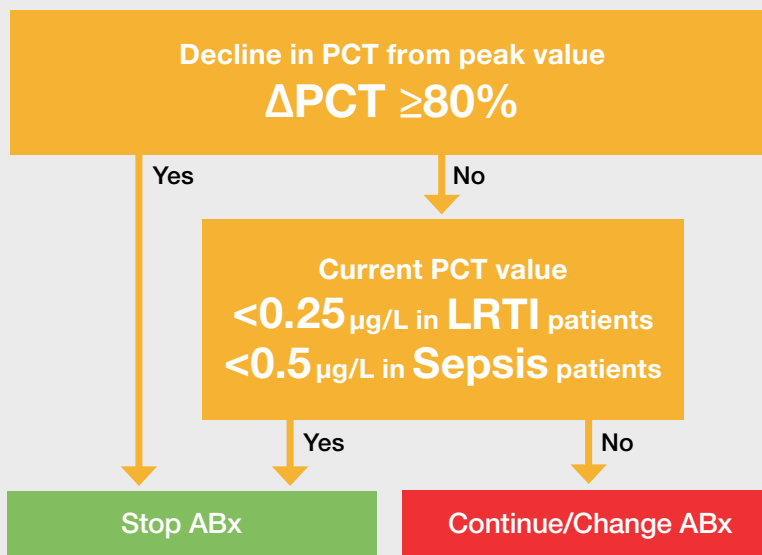 Decline in PCT from peak value
ΔPCT ≥80%
Yes
No
Current PCT value
<0.25 µg/L in LRTI patients
<0.5 µg/L in Sepsis patients
Yes
No
Stop ABx
Continue/Change ABx